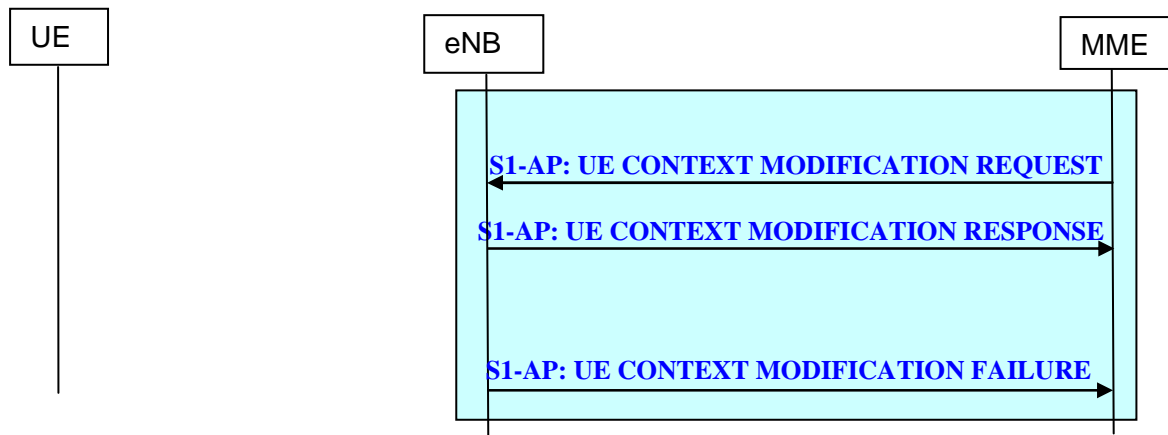 UE
eNB
MME
S1-AP: UE CONTEXT MODIFICATION REQUEST
S1-AP: UE CONTEXT MODIFICATION RESPONSE
S1-AP: UE CONTEXT MODIFICATION FAILURE